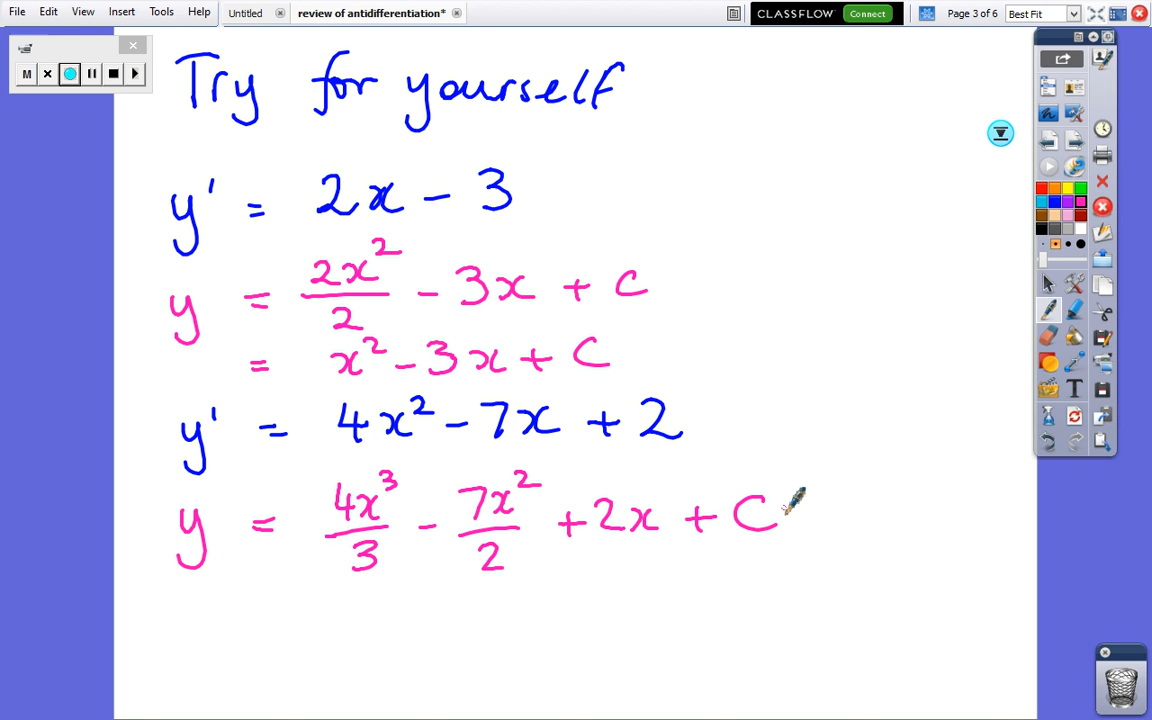 File Edit View Insert Tools Help Untitled review of antidifferentiation* CLASSFLOW Connect Page 3 of 6 Best Fit
M
Try for yourself
y' = 2x - 3
y = 2x²/2 - 3x + C
= x² - 3x + C
y' = 4x² - 7x + 2
y = 4x³/3 - 7x²/2 + 2x + C